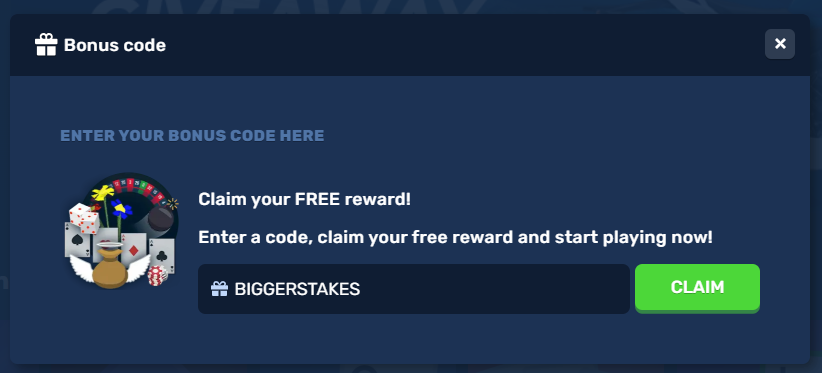 GIVEAWAY
Bonus code
ENTER YOUR BONUS CODE HERE
Claim your FREE reward!
Enter a code, claim your free reward and start playing now!
BIGGERSTAKES
CLAIM